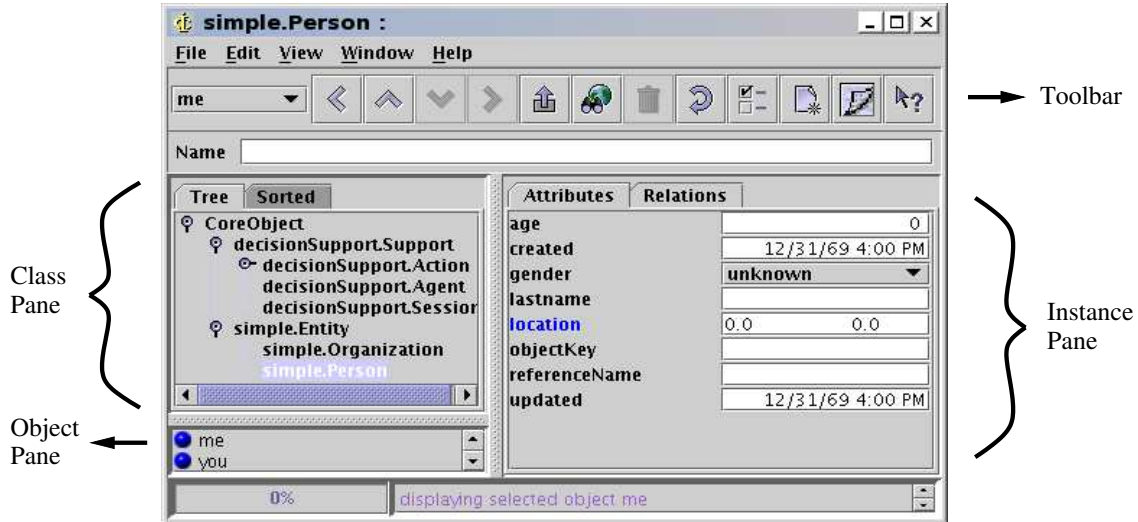 simple.Person :
File Edit View Window Help
me
?
Toolbar
Name
Tree Sorted
Attributes Relations
CoreObject
decisionSupport.Support
decisionSupport.Action
decisionSupport.Agent
decisionSupport.Session
simple.Entity
simple.Organization
simple.Person
age 0
created 12/31/69 4:00 PM
gender unknown
lastname
location 0.0 0.0
objectKey
referenceName
updated 12/31/69 4:00 PM
Class
Pane
Instance
Pane
Object
Pane
me
you
0%
displaying selected object me